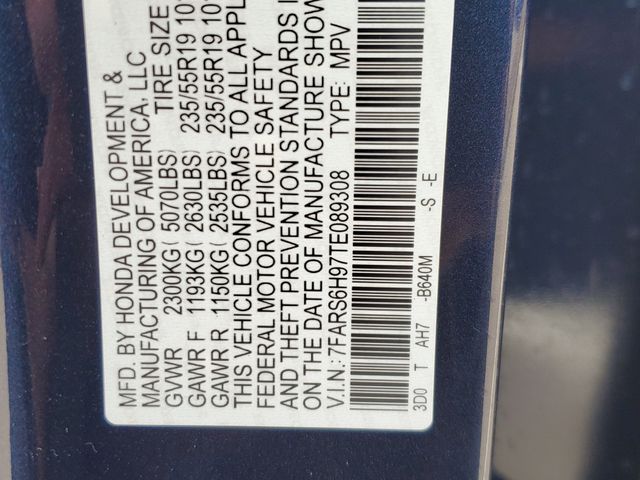 MFD. BY HONDA DEVELOPMENT &
MANUFACTURING OF AMERICA, LLC
GVWR 2300KG( 5070LBS) TIRE SIZE
GAWR F 1193KG( 2630LBS) 235/55R19 101
GAWR R 1150KG( 2535LBS) 235/55R19 101
THIS VEHICLE CONFORMS TO ALL APPL
FEDERAL MOTOR VEHICLE SAFETY
AND THEFT PREVENTION STANDARDS I
ON THE DATE OF MANUFACTURE SHOW
V.I.N.: 7FARS6H97TE089308 TYPE: MPV
3D0 T AH7 -B640M -S -E